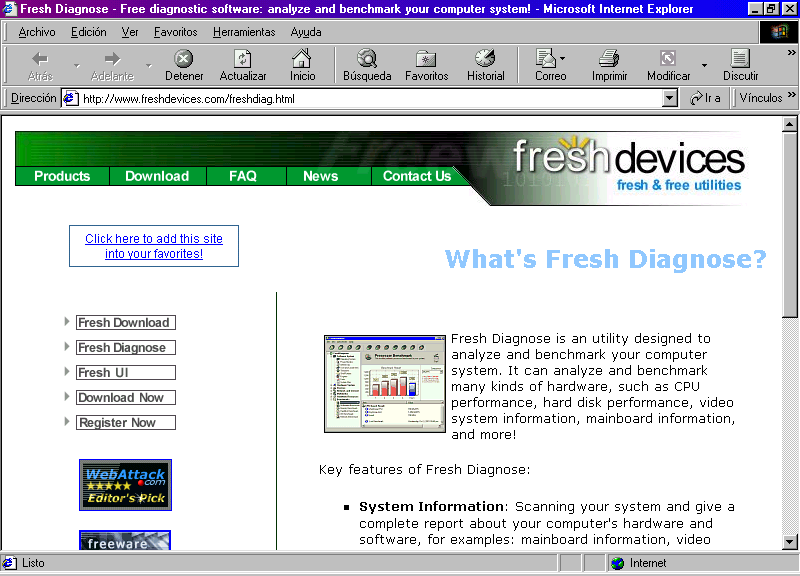 Fresh Diagnose - Free diagnostic software: analyze and benchmark your computer system! - Microsoft Internet Explorer
Archivo Edición Ver Favoritos Herramientas Ayuda
Atrás Adelante Detener Actualizar Inicio Búsqueda Favoritos Historial Correo Imprimir Modificar Discutir
Dirección http://www.freshdevices.com/freshdiag.html Ir a Vínculos
freshdevices
fresh & free utilities
Products Download FAQ News Contact Us
Click here to add this site
into your favorites!
What's Fresh Diagnose?
Fresh Download
Fresh Diagnose
Fresh UI
Download Now
Register Now
WebAttack
.com
Editor's Pick
freeware
Fresh Diagnose is an utility designed to
analyze and benchmark your computer
system. It can analyze and benchmark
many kinds of hardware, such as CPU
performance, hard disk performance, video
system information, mainboard information,
and more!
Key features of Fresh Diagnose:
System Information: Scanning your system and give a
complete report about your computer's hardware and
software, for examples: mainboard information, video
Listo Internet